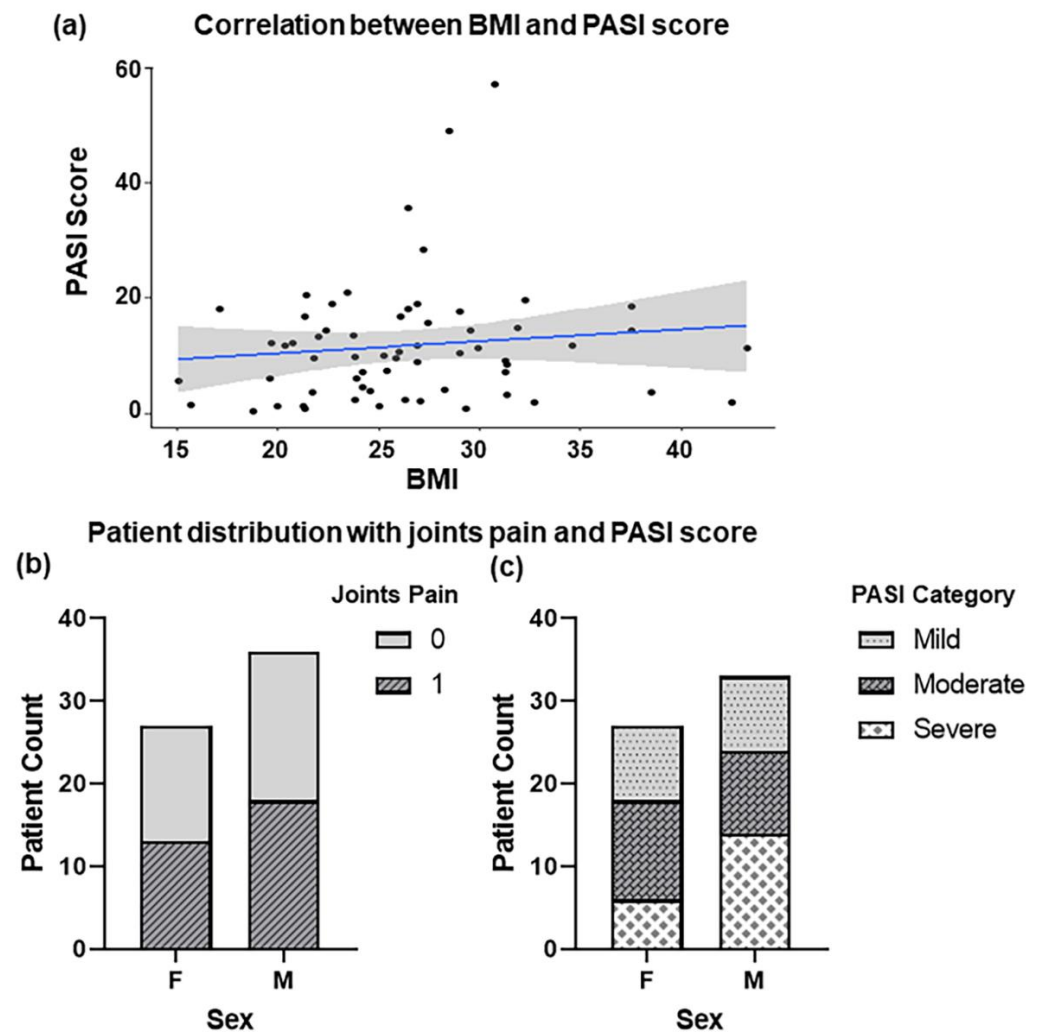 (a) Correlation between BMI and PASI score
60
40
20
0
PASI Score
15 20 25 30 35 40
BMI
Patient distribution with joints pain and PASI score
(b)
Joints Pain
0
1
40
30
20
10
0
Patient Count
F M
Sex
(c)
PASI Category
Mild
Moderate
Severe
40
30
20
10
0
Patient Count
F M
Sex